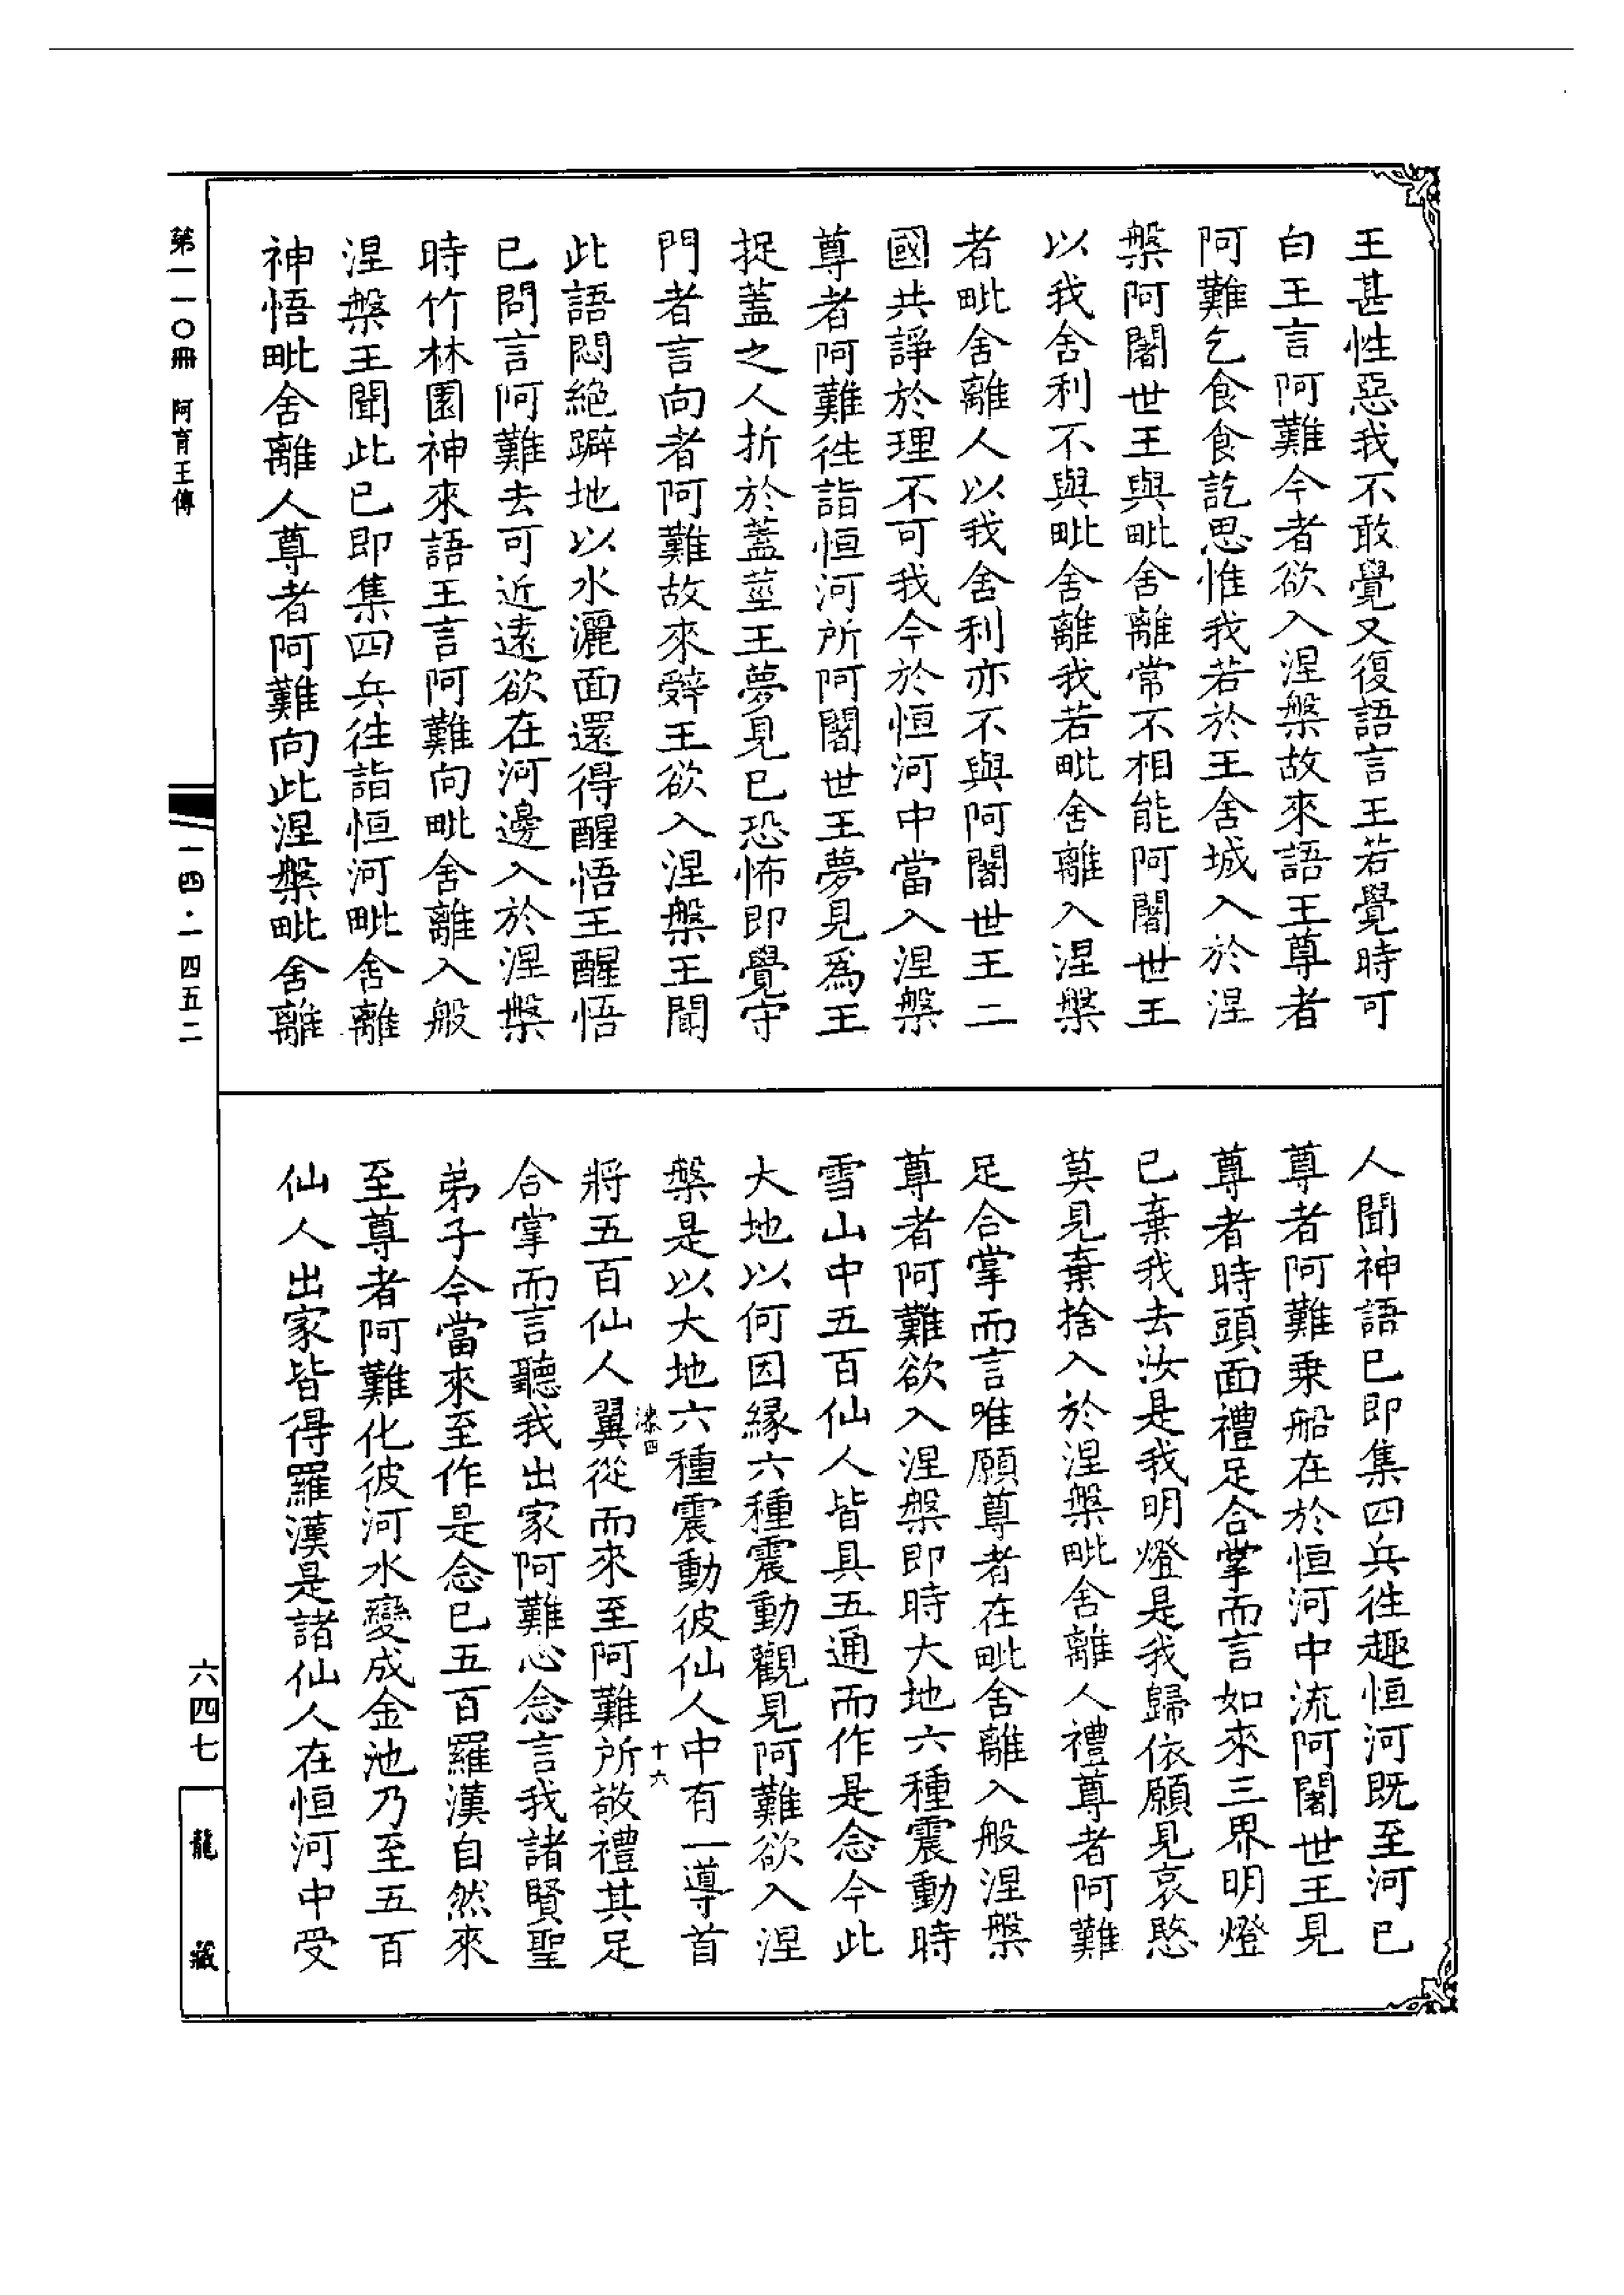 王甚性惡我不敢覺又復語言王若覺時可
白王言阿難今者欲入涅槃故來語王尊者
阿難乞食食訖思惟我若於王舍城入於涅
槃阿闍世王與毗舍離常不相能阿闍世王
以我舍利不與毗舍離我若毗舍離入涅槃
者毗舍離人以我舍利亦不與阿闍世王二
國共諍於理不可我今於恒河中當入涅槃
尊者阿難徃詣恒河所阿闍世王夢見為王
捉蓋之人折於蓋莖王夢見已恐怖即覺守
門者言向者阿難故來辤王欲入涅槃王聞
此語悶絕躃地以水灑面還得醒悟王醒悟
已問言阿難去可近遠欲在河邊入於涅槃
時竹林園神來語王言阿難向毗舍離入般
涅槃王聞此已即集四兵徃詣恒河毗舍離
神悟毗舍離人尊者阿難向此涅槃毗舍離
人聞神語已即集四兵徃趣恒河既至河已
尊者阿難乗船在於恒河中流阿闍世王見
尊者時頭面禮足合掌而言如來三界明燈
已棄我去汝是我明燈是我歸依願見哀愍
莫見棄捨入於涅槃毗舍離人禮尊者阿難
足合掌而言唯願尊者在毗舍離入般涅槃
尊者阿難欲入涅槃即時大地六種震動時
雪山中五百仙人皆具五通而作是念今此
大地以何因緣六種震動觀見阿難欲入涅
槃是以大地六種震動彼仙人中有一導首
漆四 十六
將五百仙人翼從而來至阿難所敬禮其足
合掌而言聽我出家阿難心念言我諸賢聖
弟子今當來至作是念已五百羅漢自然來
至尊者阿難化彼河水變成金池乃至五百
仙人出家皆得羅漢是諸仙人在恒河中受
第一一〇冊 阿育王傳
一四·一四五二
六四七
龍藏